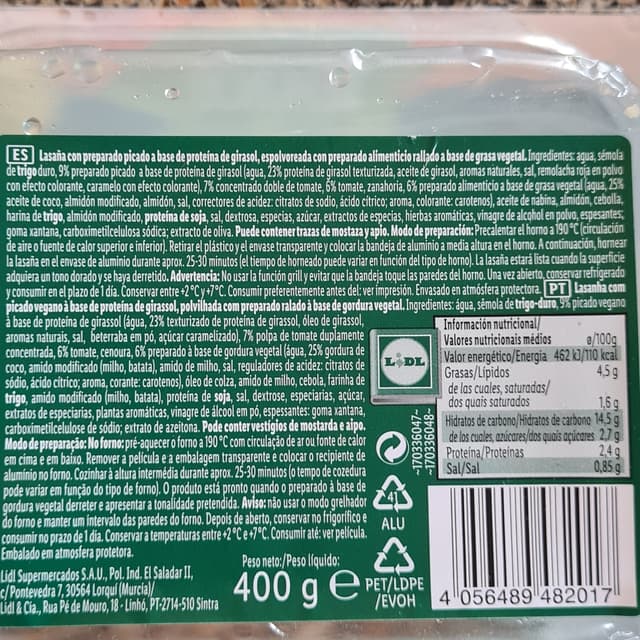 ES Lasaña con preparado picado a base de proteína de girasol, espolvoreada con preparado alimenticio rallado a base de grasa vegetal. Ingredientes: agua, sémola
de trigo duro, 9% preparado picado a base de proteína de girasol (agua, 23% proteína de girasol texturizada, aceite de girasol, aromas naturales, sal, remolacha roja en polvo
con efecto colorante, caramelo con efecto colorante), 7% concentrado doble de tomate, 6% tomate, zanahoria, 6% preparado alimenticio a base de grasa vegetal (agua, 25%
aceite de coco, almidón modificado, almidón, sal, correctores de acidez: citratos de sodio, ácido cítrico; aroma, colorante: carotenos), aceite de nabina, almidón, cebolla,
harina de trigo, almidón modificado, proteína de soja, sal, dextrosa, especias, azúcar, extractos de especias, hierbas aromáticas, vinagre de alcohol en polvo, espesantes:
goma xantana, carboximetilcelulosa sódica; extracto de oliva. Puede contener trazas de mostaza y apio. Modo de preparación: Precalentar el horno a 190 °C (circulación
de aire o fuente de calor superior e inferior). Retirar el plástico y el envase transparente y colocar la bandeja de aluminio a media altura en el horno. A continuación, hornear
la lasaña en el envase de aluminio durante aprox. 25-30 minutos (el tiempo de horneado puede variar en función del tipo de horno). La lasaña estará lista cuando la superficie
adquiera un tono dorado y se haya derretido. Advertencia: No usar la función grill y evitar que la bandeja toque las paredes del horno. Una vez abierto, conservar refrigerado
y consumir en el plazo de 1 día. Conservar entre +2°C y +7°C. Consumir preferentemente antes del: ver impresión. Envasado en atmósfera protectora. PT Lasanha com
picado vegano à base de proteína de girassol, polvilhada com preparado ralado à base de gordura vegetal. Ingredientes: água, sêmola de trigo-duro, 9% picado vegano
à base de proteína de girassol (água, 23% texturizado de proteína de girassol, óleo de girassol,
aromas naturais, sal, beterraba em pó, açúcar caramelizado), 7% polpa de tomate duplamente
concentrada, 6% tomate, cenoura, 6% preparado à base de gordura vegetal (água, 25% gordura de
coco, amido modificado (milho, batata), amido de milho, sal, reguladores de acidez: citratos de
sódio, ácido cítrico; aroma, corante: carotenos), óleo de colza, amido de milho, cebola, farinha de
trigo, amido modificado (milho, batata), proteína de soja, sal, dextrose, especiarias, açúcar,
extratos de especiarias, plantas aromáticas, vinagre de álcool em pó, espessantes: goma xantana,
carboximetilcelulose de sódio; extrato de azeitona. Pode conter vestígios de mostarda e aipo.
Modo de preparação: No forno: pré-aquecer o forno a 190 °C com circulação de ar ou fonte de calor
em cima e em baixo. Remover a película e a embalagem transparente e colocar o recipiente de
alumínio no forno. Cozinhar à altura intermédia durante aprox. 25-30 minutos (o tempo de cozedura
pode variar em função do tipo de forno). O produto está pronto quando o preparado à base de
gordura vegetal derreter e apresentar a tonalidade pretendida. Aviso: não usar o modo grelhador
do forno e manter um intervalo das paredes do forno. Depois de aberto, conservar no frigorífico e
consumir no prazo de 1 dia. Conservar a temperaturas entre +2°C e +7°C. Consumir até: ver película.
Embalado em atmosfera protetora.
Lidl Supermercados S.A.U., Pol. Ind. El Saladar II,
c/ Pontevedra 7, 30564 Lorquí (Murcia)/
Lidl & Cia., Rua Pé de Mouro, 18 - Linhó, PT-2714-510 Sintra
Peso neto:/Peso líquido:
400 g e
LIDL
~170336047-
~170336048-
41
ALU
PET/LDPE
/EVOH
Información nutricional/
Valores nutricionales médios ø/100g
Valor energético/Energia 462 kJ/110 kcal
Grasas/Lípidos 4,5 g
de las cuales, saturadas/
dos quais saturados 1,6 g
Hidratos de carbono/Hidratos de carbono 14,5 g
de los cuales, azúcares/dos quais açúcares 2,7 g
Proteína/Proteínas 2,4 g
Sal/Sal 0,85 g
4 056489 482017